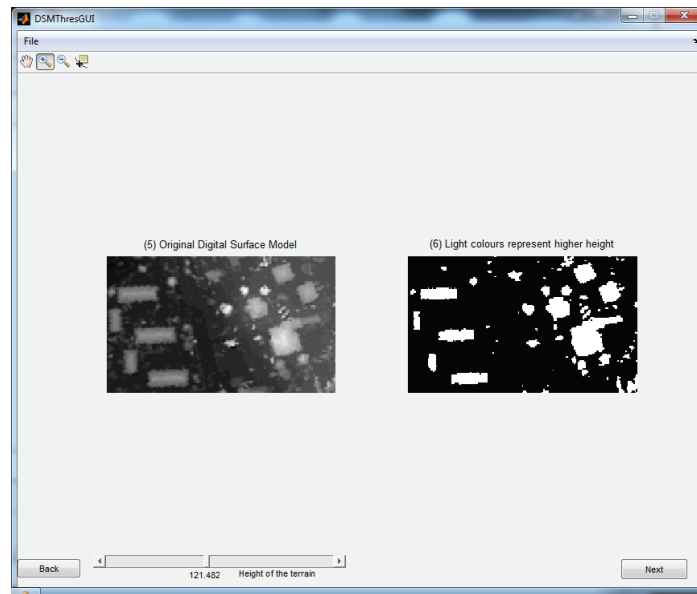 DSMThresGUI
File
(5) Original Digital Surface Model
(6) Light colours represent higher height
Back
121.482
Height of the terrain
Next